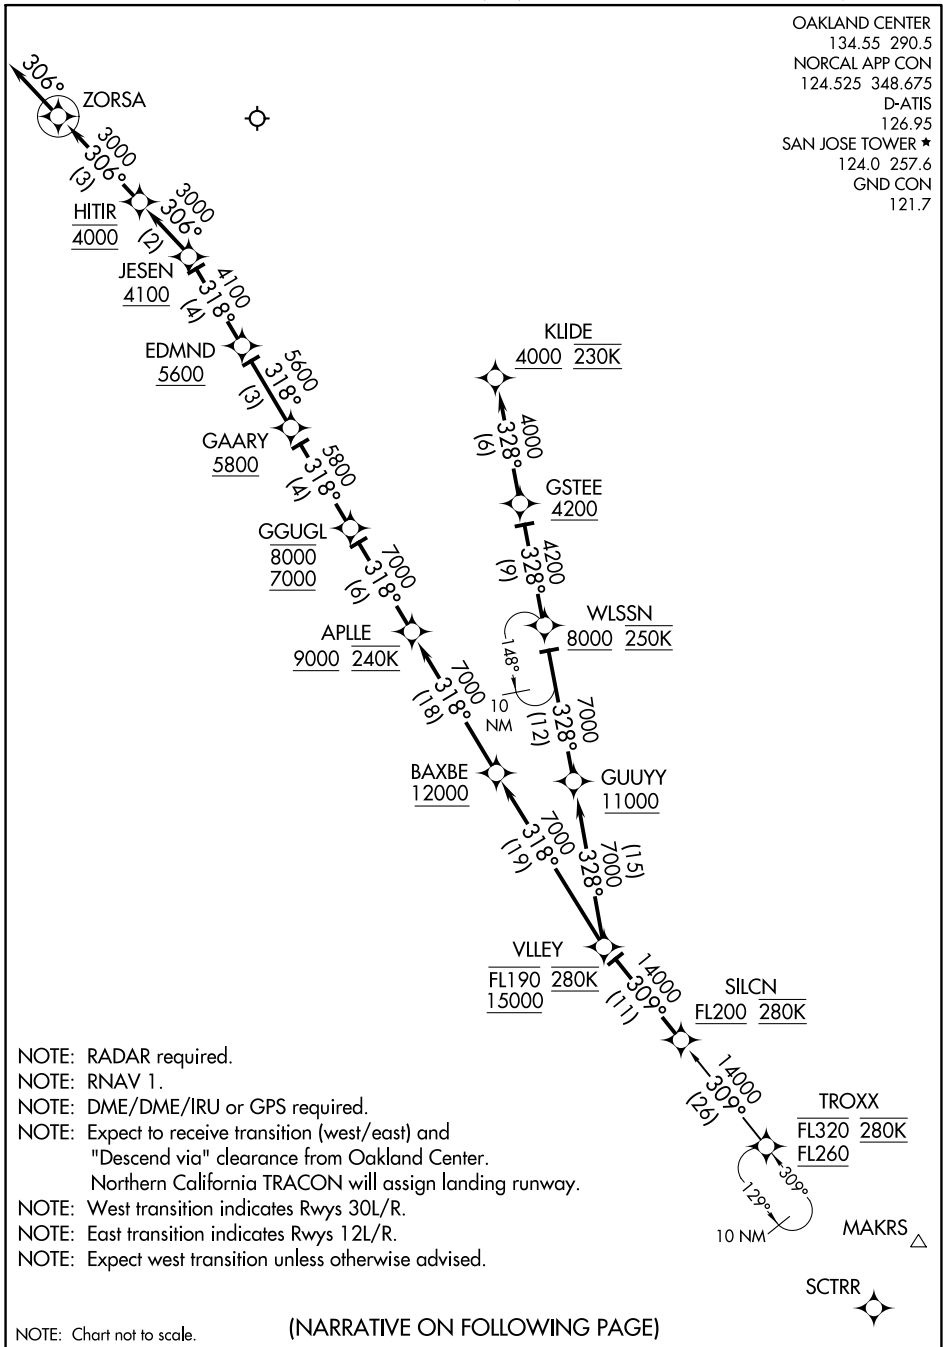 OAKLAND CENTER
134.55 290.5
NORCAL APP CON
124.525 348.675
D-ATIS
126.95
SAN JOSE TOWER ★
124.0 257.6
GND CON
121.7
306°
ZORSA
3000
306°
(3)
HITIR
4000
3000
306°
(2)
JESEN
4100
4100
318°
(4)
EDMND
5600
5600
318°
(3)
GAARY
5800
5800
318°
(4)
GGUGL
8000
7000
7000
318°
(6)
APLLE
9000 240K
7000
318°
(18)
BAXBE
12000
7000
318°
(19)
KLIDE
4000 230K
4000
328°
(6)
GSTEE
4200
4200
328°
(9)
WLSSN
8000 250K
148°
10
NM
7000
328°
(12)
GUUYY
11000
(15)
7000
328°
VLLEY
FL190 280K
15000
14000
309°
(11)
SILCN
FL200 280K
14000
309°
(26)
TROXX
FL320 280K
FL260
309°
129°
10 NM
MAKRS
SCTRR
NOTE: RADAR required.
NOTE: RNAV 1.
NOTE: DME/DME/IRU or GPS required.
NOTE: Expect to receive transition (west/east) and
"Descend via" clearance from Oakland Center.
Northern California TRACON will assign landing runway.
NOTE: West transition indicates Rwys 30L/R.
NOTE: East transition indicates Rwys 12L/R.
NOTE: Expect west transition unless otherwise advised.
NOTE: Chart not to scale.
(NARRATIVE ON FOLLOWING PAGE)